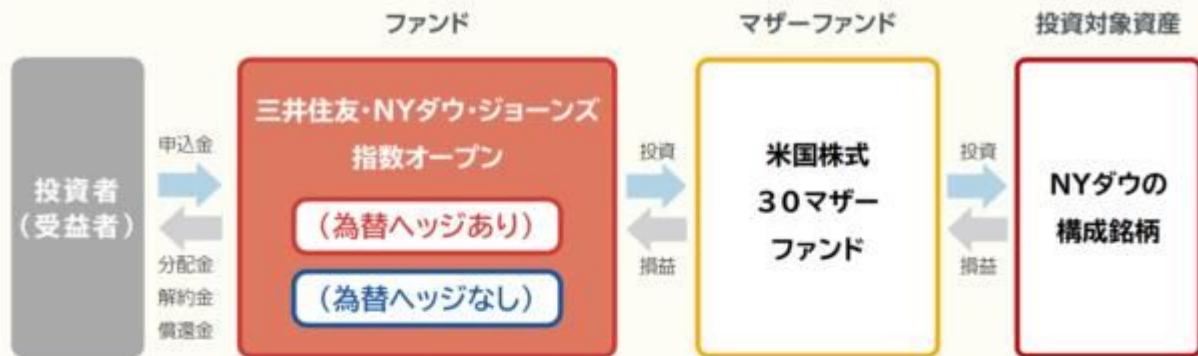 ファンド
マザーファンド
投資対象資産
投資者
(受益者)
申込金
分配金
解約金
償還金
三井住友・NYダウ・ジョーンズ
指数オープン
(為替ヘッジあり)
(為替ヘッジなし)
投資
損益
米国株式
30マザー
ファンド
投資
損益
NYダウの
構成銘柄